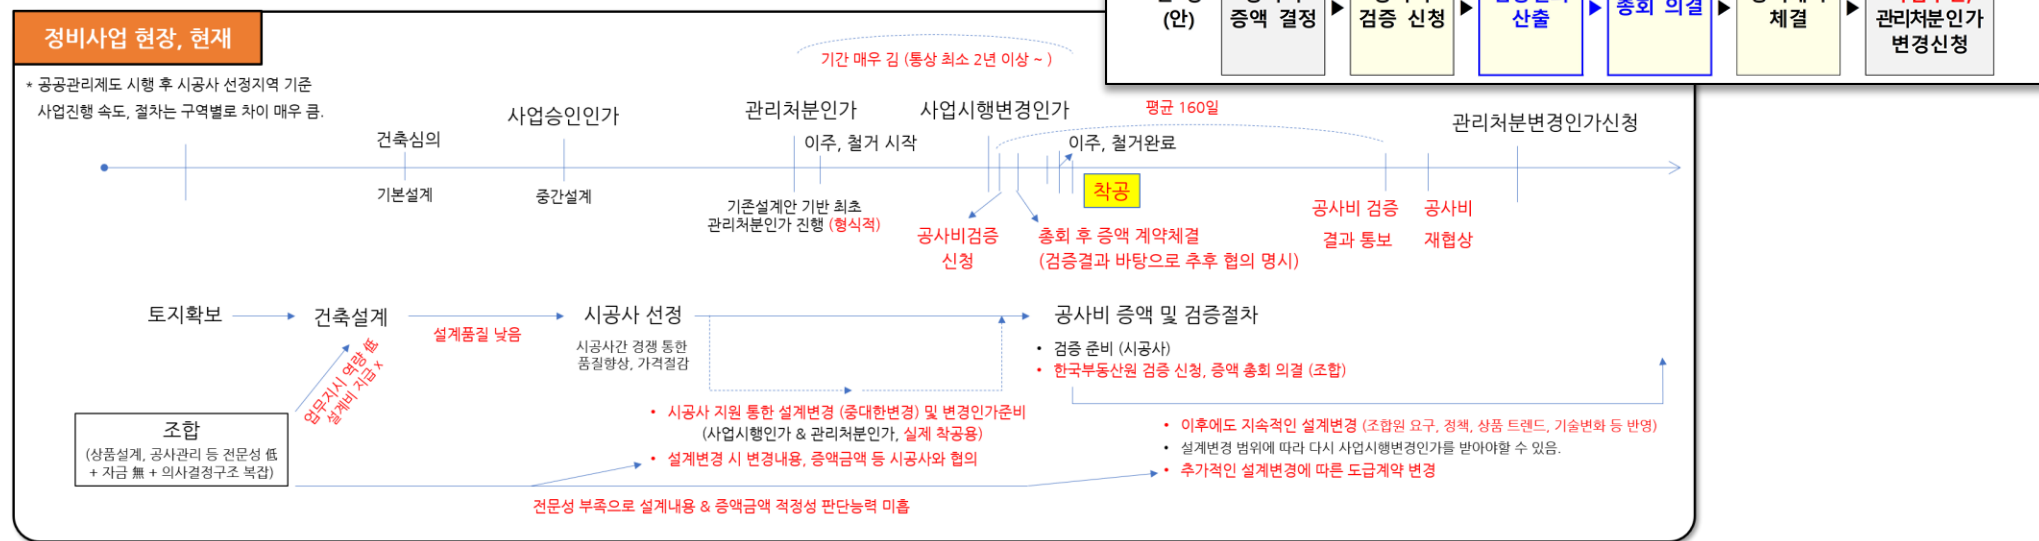 (안)
증액 결정
▶
검증 신청
▶
산출
▶
총회 의결
▶
체결
▶
관리처분인가
변경신청
정비사업 현장, 현재
* 공공관리제도 시행 후 시공사 선정지역 기준
사업진행 속도, 절차는 구역별로 차이 매우 큼.
기간 매우 김 (통상 최소 2년 이상 ~ )
건축심의
사업승인인가
관리처분인가
이주, 철거 시작
사업시행변경인가
평균 160일
이주, 철거완료
관리처분변경인가신청
기본설계
중간설계
기존설계안 기반 최초
관리처분인가 진행 (형식적)
착공
공사비검증
신청
총회 후 증액 계약체결
(검증결과 바탕으로 추후 협의 명시)
공사비 검증
결과 통보
공사비
재협상
토지확보
건축설계
설계품질 낮음
시공사 선정
시공사간 경쟁 통한
품질향상, 가격절감
공사비 증액 및 검증절차
• 검증 준비 (시공사)
• 한국부동산원 검증 신청, 증액 총회 의결 (조합)
업무지시 역량 低
설계비 지급 x
조합
(상품설계, 공사관리 등 전문성 低
+ 자금 無 + 의사결정구조 복잡)
• 시공사 지원 통한 설계변경 (중대한변경) 및 변경인가준비
(사업시행인가 & 관리처분인가, 실제 착공용)
• 설계변경 시 변경내용, 증액금액 등 시공사와 협의
• 이후에도 지속적인 설계변경 (조합원 요구, 정책, 상품 트렌드, 기술변화 등 반영)
• 설계변경 범위에 따라 다시 사업시행변경인가를 받아야할 수 있음.
• 추가적인 설계변경에 따른 도급계약 변경
전문성 부족으로 설계내용 & 증액금액 적정성 판단능력 미흡